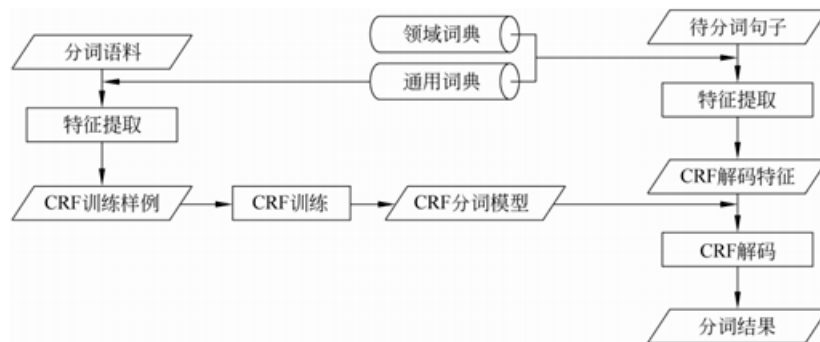 领域词典
待分词句子
分词语料
通用词典
特征提取
特征提取
CRF解码特征
CRF训练样例
CRF训练
CRF分词模型
CRF解码
分词结果